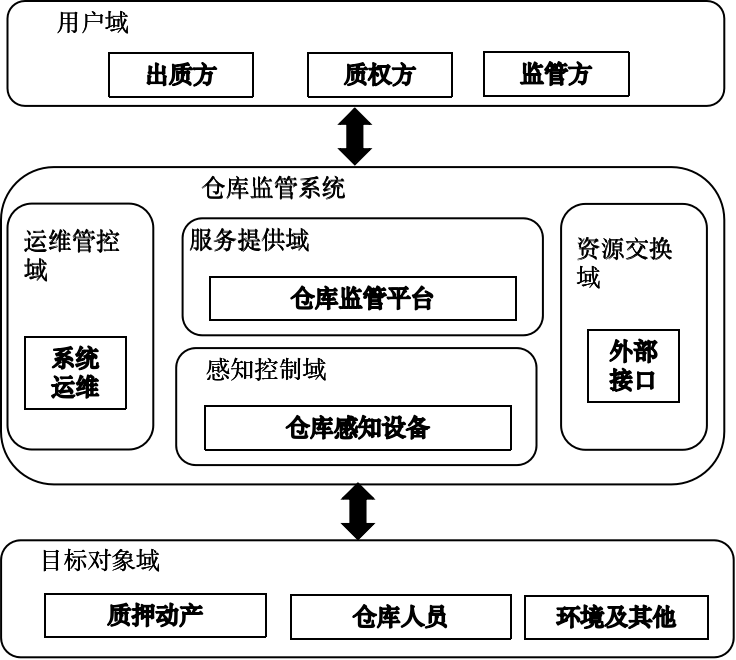 用户域
出质方
质权方
监管方
仓库监管系统
运维管控
域
系统
运维
服务提供域
仓库监管平台
感知控制域
仓库感知设备
资源交换
域
外部
接口
目标对象域
质押动产
仓库人员
环境及其他